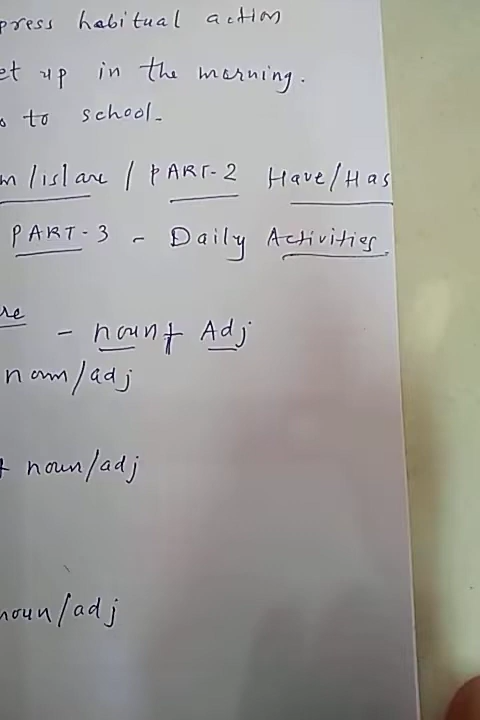 press habitual action
et up in the morning.
o to school.
m/is/are / PART-2 Have/Has
PART-3 - Daily Activities.
re - noun + Adj
noun/adj
+ noun/adj
noun/adj